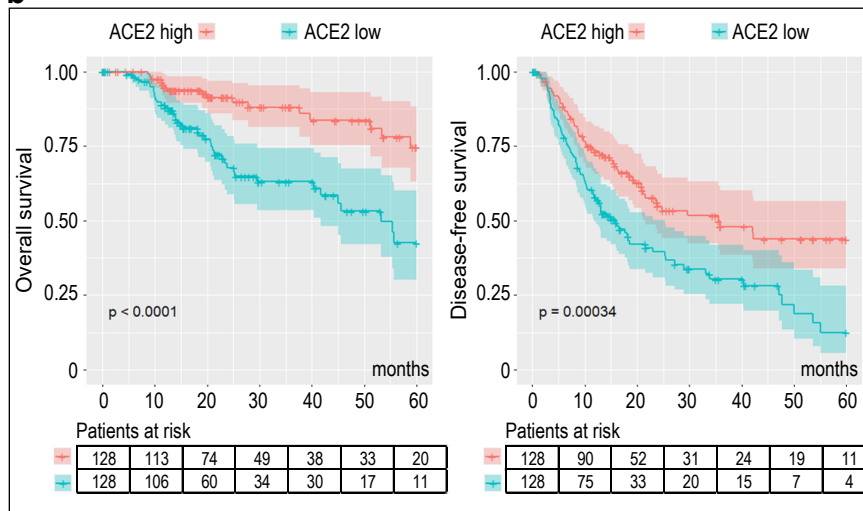 b
ACE2 high ACE2 low
Overall survival
1.00
0.75
0.50
0.25
0
p < 0.0001
months
0 10 20 30 40 50 60
Patients at risk
128 113 74 49 38 33 20
128 106 60 34 30 17 11
ACE2 high ACE2 low
Disease-free survival
1.00
0.75
0.50
0.25
0
p = 0.00034
months
0 10 20 30 40 50 60
Patients at risk
128 90 52 31 24 19 11
128 75 33 20 15 7 4